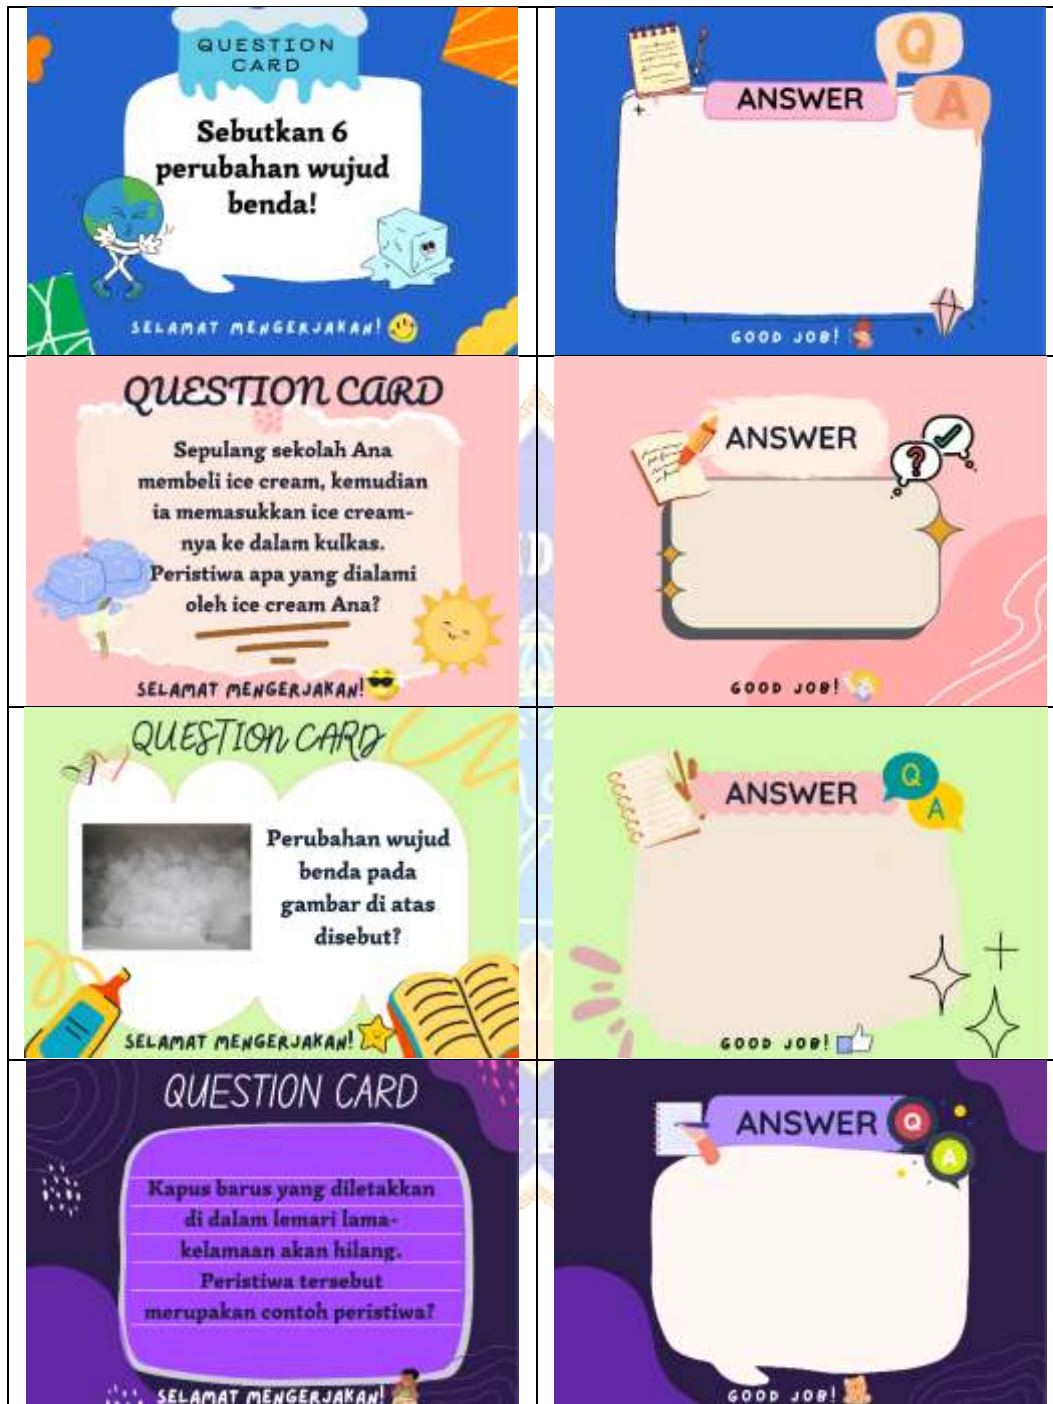 QUESTION
CARD
Sebutkan 6
perubahan wujud
benda!
SELAMAT MENGERJAKAN!
Q
A
ANSWER
GOOD JOB!
QUESTION CARD
Sepulang sekolah Ana
membeli ice cream, kemudian
ia memasukkan ice cream-
nya ke dalam kulkas.
Peristiwa apa yang dialami
oleh ice cream Ana?
SELAMAT MENGERJAKAN!
ANSWER
?
GOOD JOB!
QUESTION CARD
Perubahan wujud
benda pada
gambar di atas
disebut?
SELAMAT MENGERJAKAN!
ANSWER
Q
A
GOOD JOB!
QUESTION CARD
Kapus barus yang diletakkan
di dalam lemari lama-
kelamaan akan hilang.
Peristiwa tersebut
merupakan contoh peristiwa?
SELAMAT MENGERJAKAN!
ANSWER
Q
A
GOOD JOB!